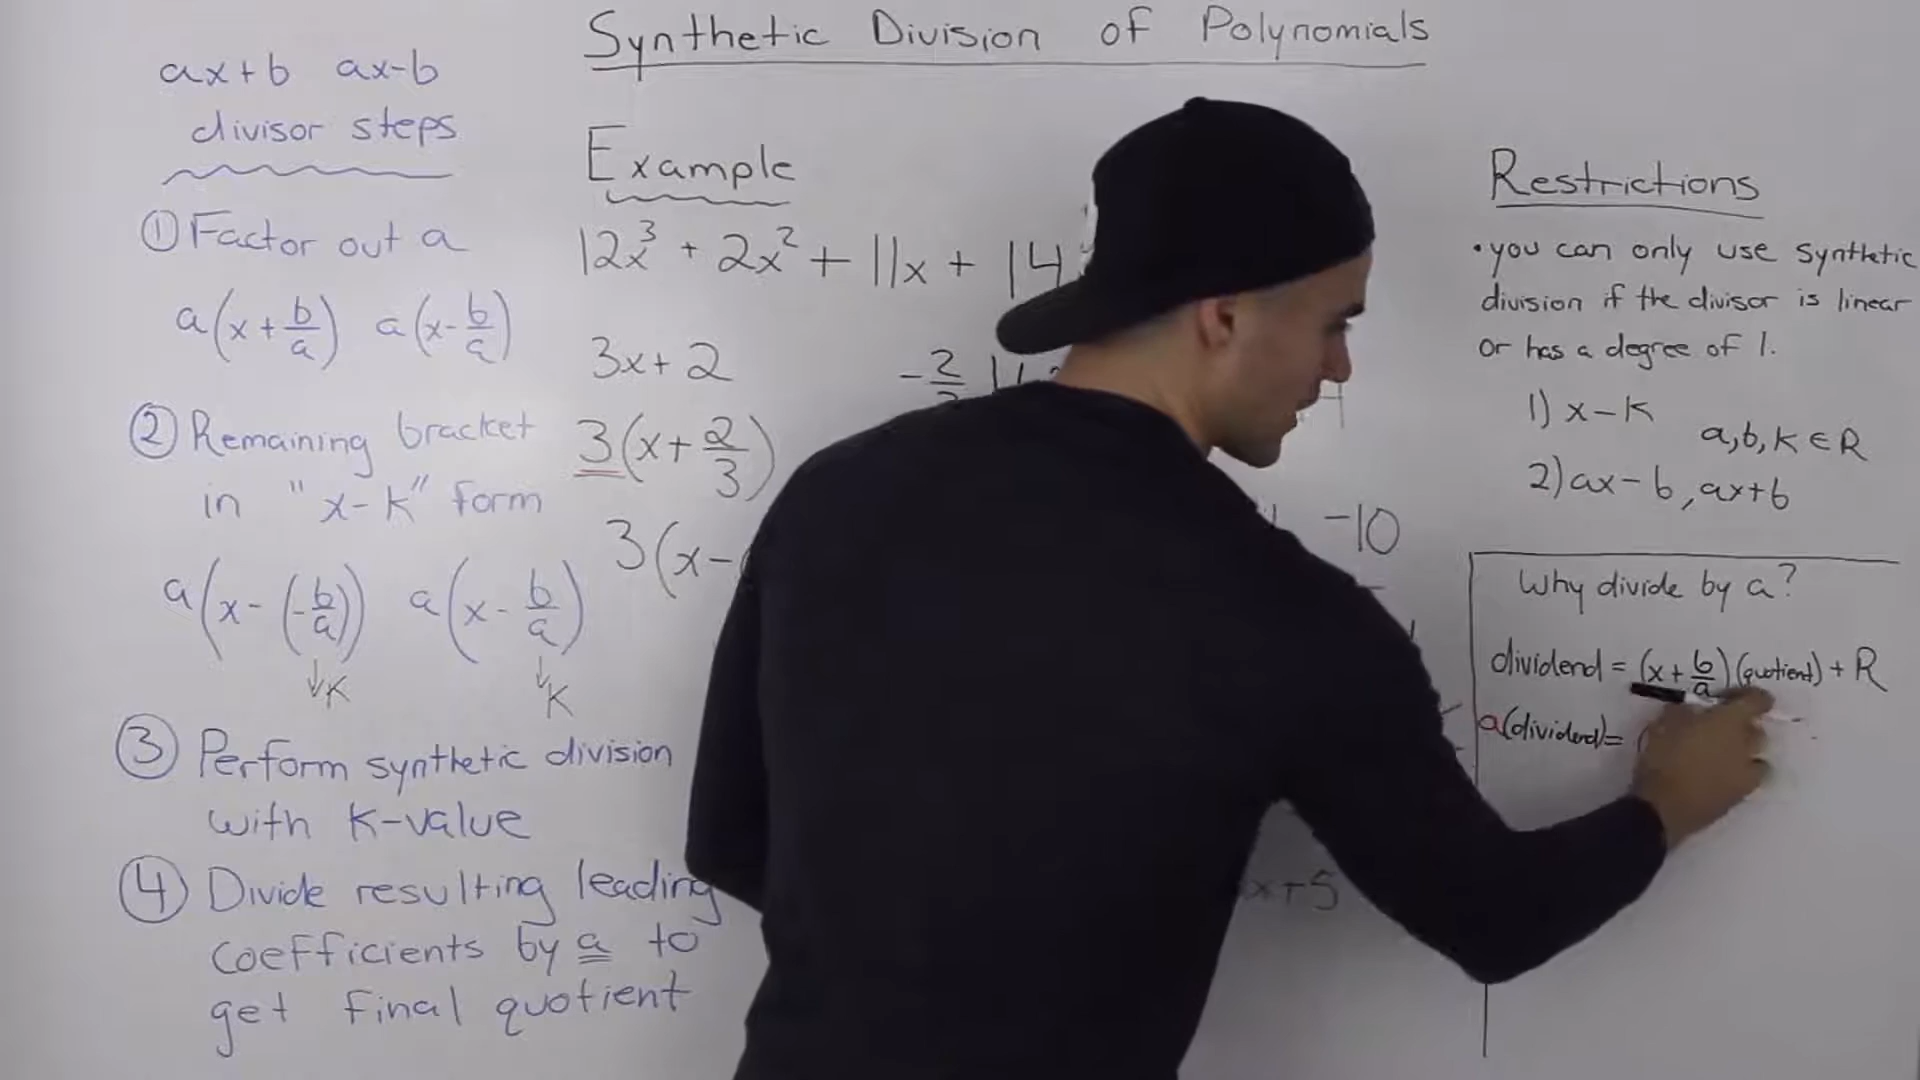 Synthetic Division of Polynomials
ax+b ax-b
divisor steps
① Factor out a
a(x+b/a) a(x-b/a)
② Remaining bracket
in "x-K" form
a(x-(-b/a)) a(x-b/a)
↓K ↓K
③ Perform synthetic division
with K-value
④ Divide resulting leading
coefficients by a to
get final quotient
Example
12x³ + 2x² + 11x + 14
3x+2
3(x+2/3)
3(x-
-10
x+5
Restrictions
• you can only use synthetic
division if the divisor is linear
or has a degree of 1.
1) x-K
a,b,K ∈ R
2) ax-b, ax+b
Why divide by a?
dividend = (x+b/a)(quotient) + R
a(dividend) = (